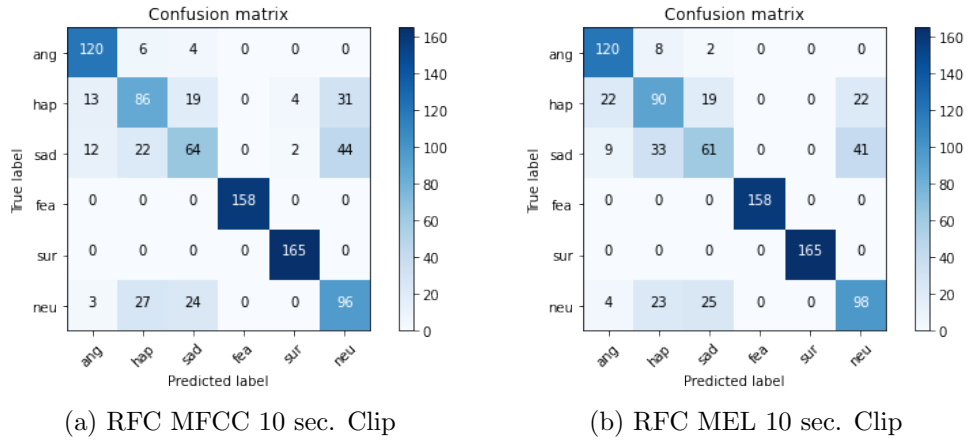 Confusion matrix
ang 120 6 4 0 0 0
hap 13 86 19 0 4 31
sad 12 22 64 0 2 44
fea 0 0 0 158 0 0
sur 0 0 0 0 165 0
neu 3 27 24 0 0 96
ang hap sad fea sur neu
Predicted label
True label
160
140
120
100
80
60
40
20
0
(a) RFC MFCC 10 sec. Clip
Confusion matrix
ang 120 8 2 0 0 0
hap 22 90 19 0 0 22
sad 9 33 61 0 0 41
fea 0 0 0 158 0 0
sur 0 0 0 0 165 0
neu 4 23 25 0 0 98
ang hap sad fea sur neu
Predicted label
True label
160
140
120
100
80
60
40
20
0
(b) RFC MEL 10 sec. Clip